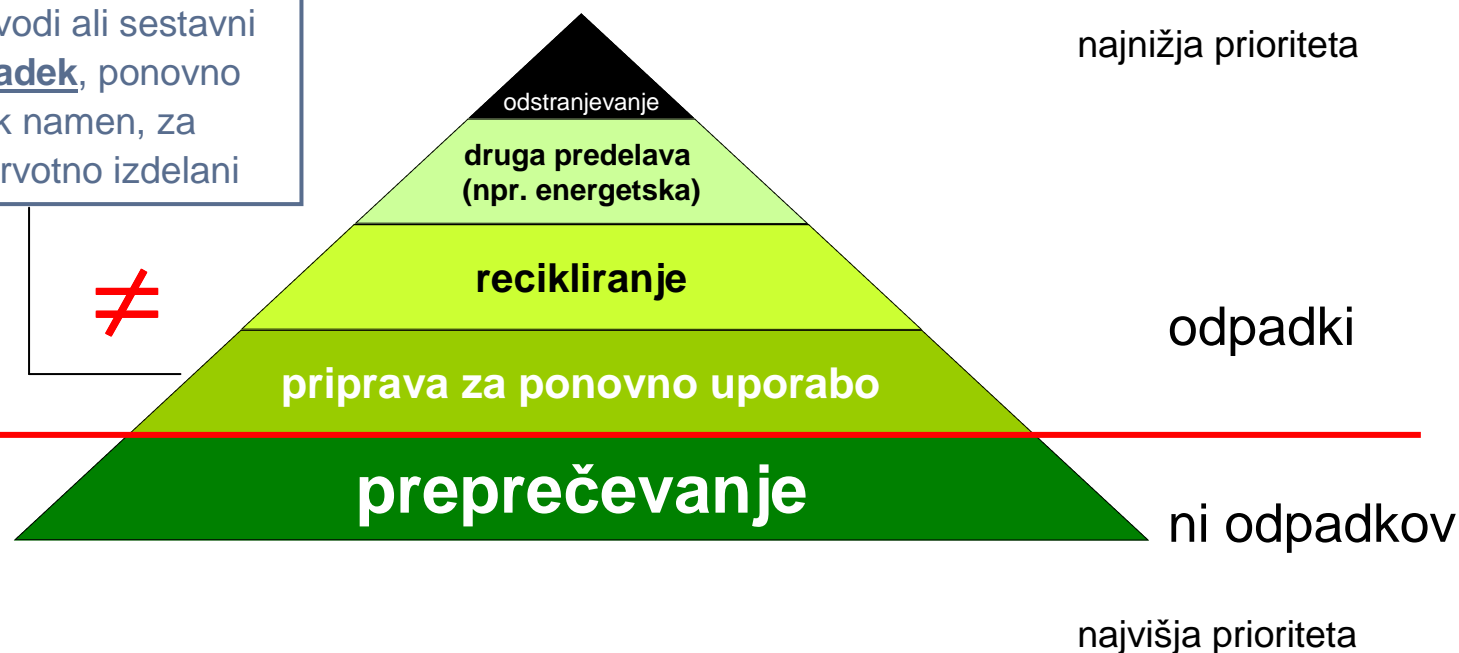 vodi ali sestavni
adek, ponovno
k namen, za
rvotno izdelani
najnižja prioriteta
odstranjevanje
druga predelava
(npr. energetska)
recikliranje
≠
odpadki
priprava za ponovno uporabo
preprečevanje
ni odpadkov
najvišja prioriteta